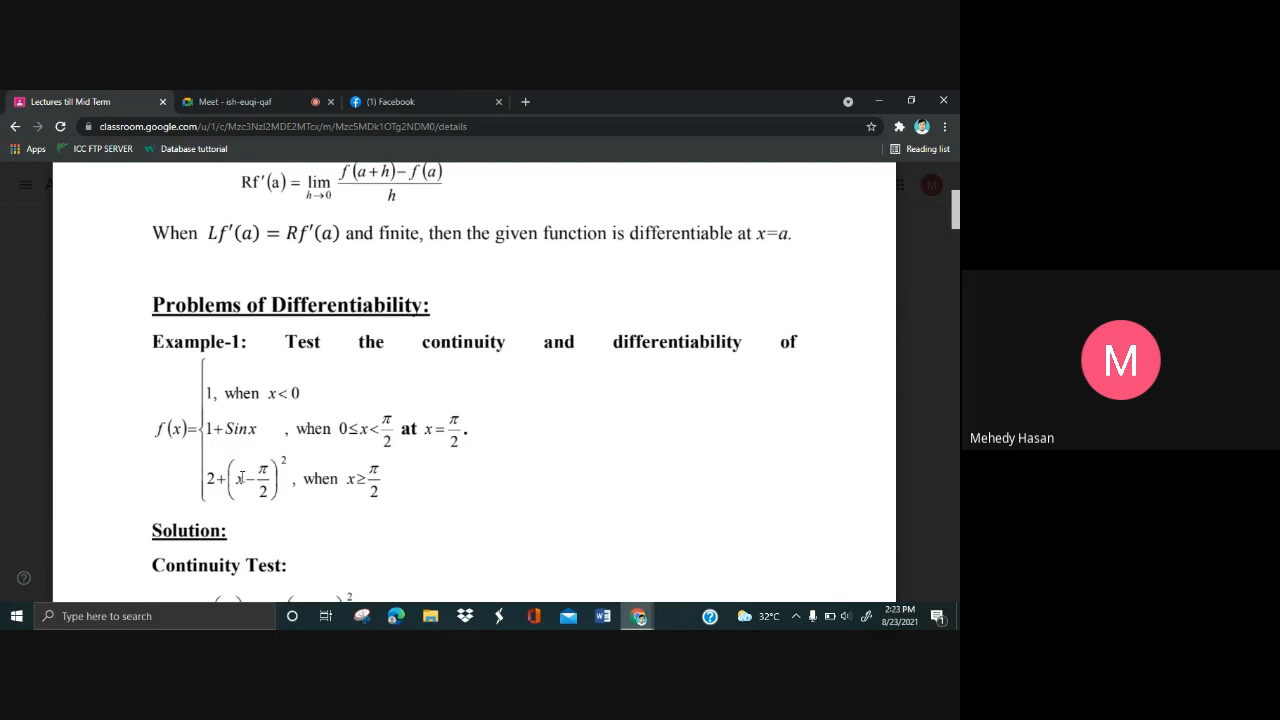 Lectures till Mid Term
Meet - ish-euqi-qaf
(1) Facebook
classroom.google.com/u/1/c/Mzc3NzI2MDE2MTcx/m/Mzc5MDk1OTg2NDM0/details
Apps ICC FTP SERVER Database tuttorial Reading list
Rf′(a) = lim h→0 f(a+h)−f(a) / h
When Lf′(a) = Rf′(a) and finite, then the given function is differentiable at x=a.
Problems of Differentiability:
Example-1: Test the continuity and differentiability of
1, when x<0
f(x)={1+Sinx , when 0≤x<π/2 at x=π/2.
2+(x−π/2)², when x≥π/2
Solution:
Continuity Test:
M
M
Mehedy Hasan
Type here to search
32°C
2:23 PM
8/23/2021
1